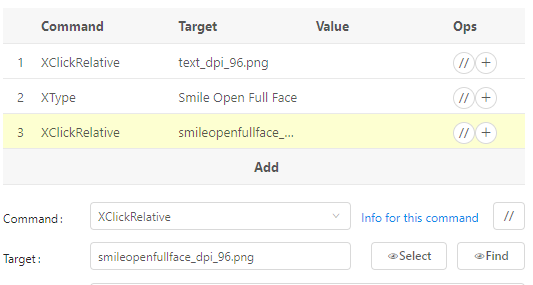 Command Target Value Ops
1 XClickRelative text_dpi_96.png // +
2 XType Smile Open Full Face // +
3 XClickRelative smileopenfullface_... // +
Add
Command: XClickRelative Info for this command //
Target: smileopenfullface_dpi_96.png Select Find